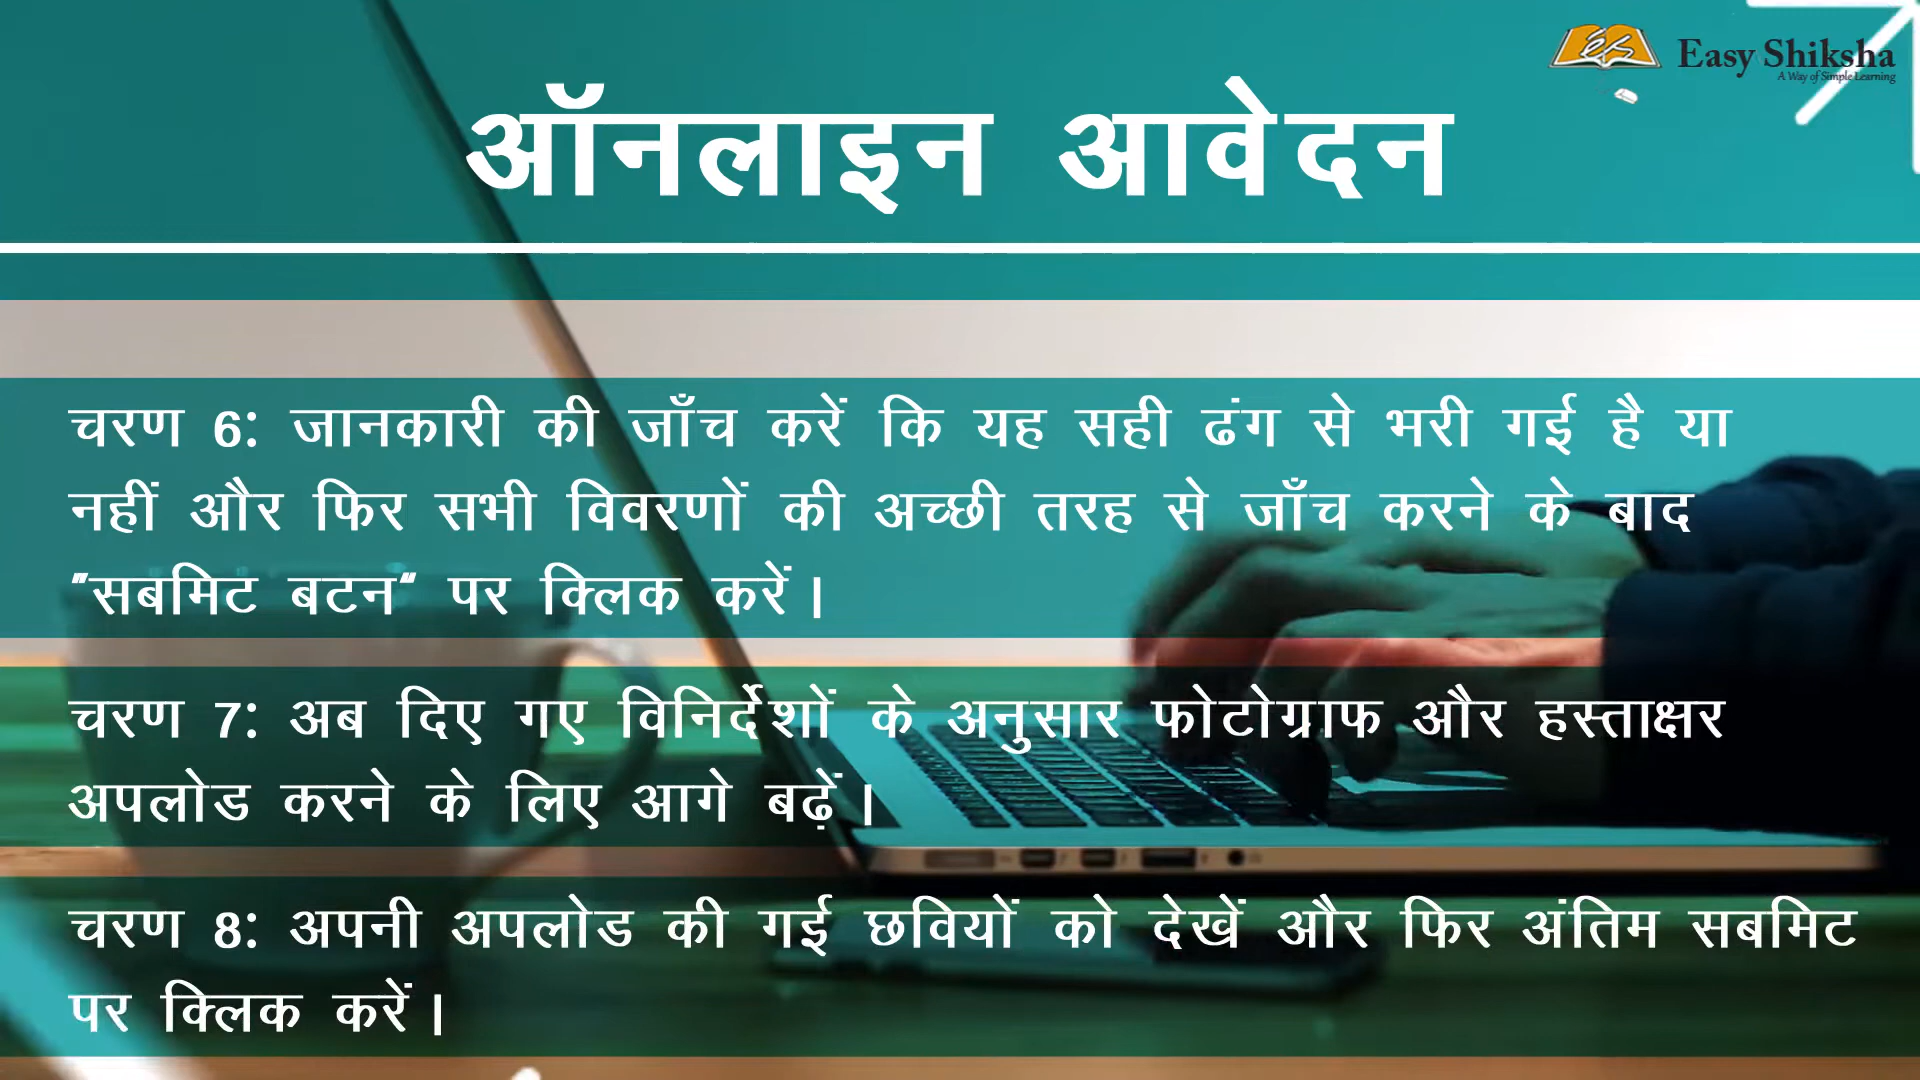 Easy Shiksha
A Way of Simple Learning
ऑनलाइन आवेदन
चरण 6: जानकारी की जाँच करें कि यह सही ढंग से भरी गई है या
नहीं और फिर सभी विवरणों की अच्छी तरह से जाँच करने के बाद
"सबमिट बटन" पर क्लिक करें।
चरण 7: अब दिए गए विनिर्देशों के अनुसार फोटोग्राफ और हस्ताक्षर
अपलोड करने के लिए आगे बढ़ें।
चरण 8: अपनी अपलोड की गई छवियों को देखें और फिर अंतिम सबमिट
पर क्लिक करें।